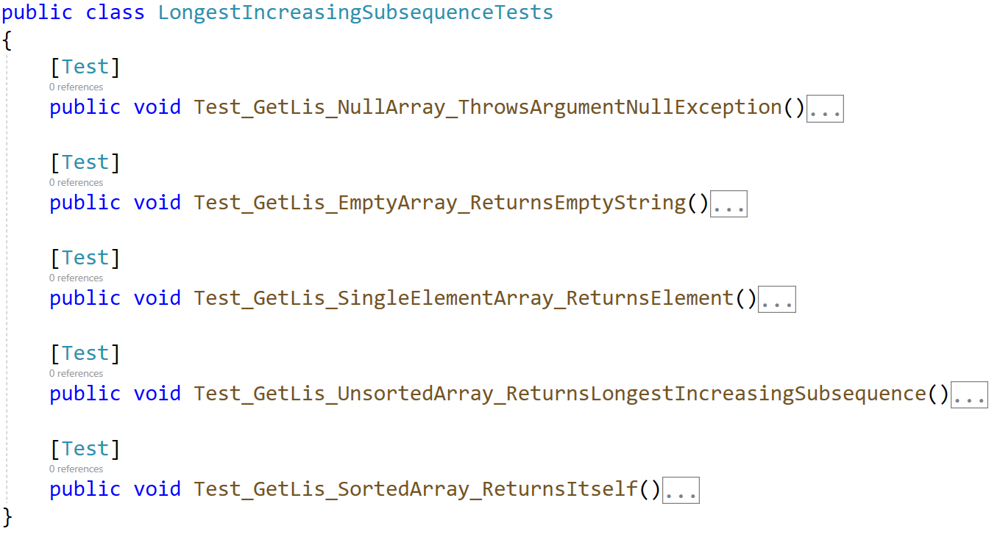 public class LongestIncreasingSubsequenceTests
{
[Test]
0 references
public void Test_GetLis_NullArray_ThrowsArgumentNullException()...
[Test]
0 references
public void Test_GetLis_EmptyArray_ReturnsEmptyString()...
[Test]
0 references
public void Test_GetLis_SingleElementArray_ReturnsElement()...
[Test]
0 references
public void Test_GetLis_UnsortedArray_ReturnsLongestIncreasingSubsequence()...
[Test]
0 references
public void Test_GetLis_SortedArray_ReturnsItself()...
}